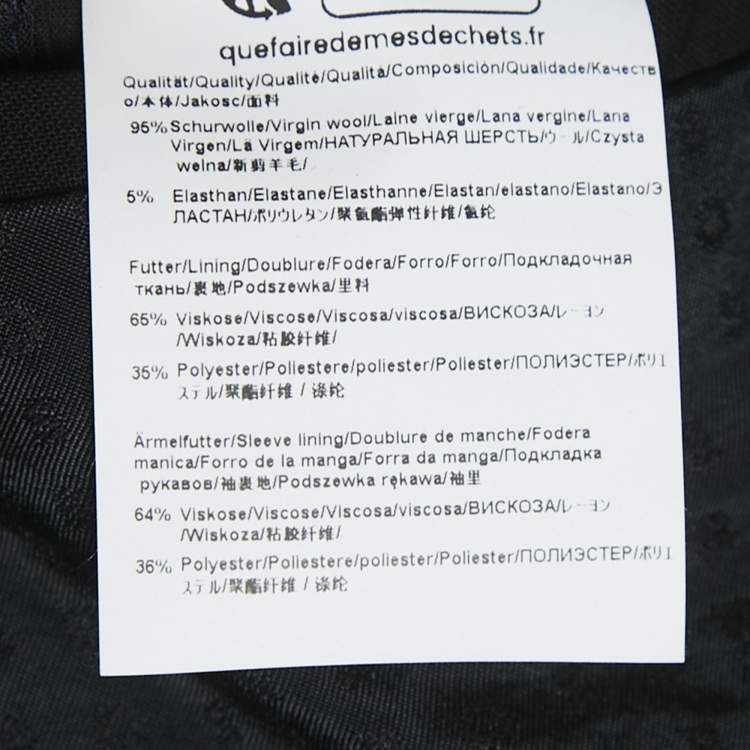 quefairedemesdechets.fr
Qualität/Quality/Qualité/Qualità/Composición/Qualidade/Качеств
о/本体/Jakosc/面料
95% Schurwolle/Virgin wool/Laine vierge/Lana vergine/Lana
Virgen/Lã Virgem/НАТУРАЛЬНАЯ ШЕРСТЬ/ウール/Czysta
welna/新剪羊毛/
5% Elasthan/Elastane/Elasthanne/Elastan/elastano/Elastano/Э
ЛАСТАН/ポリウレタン/聚氨酯弹性纤维/氨纶
Futter/Lining/Doublure/Fodera/Forro/Forro/Подкладочная
ткань/裏地/Podszewka/里料
65% Viskose/Viscose/Viscosa/viscosa/ВИСКОЗА/レーヨン
/Wiskoza/粘胶纤维/
35% Polyester/Poliestere/poliester/Poliester/ПОЛИЭСТЕР/ポリエ
ステル/聚酯纤维 / 涤纶
Ärmelfutter/Sleeve lining/Doublure de manche/Fodera
manica/Forro de la manga/Forra da manga/Подкладка
рукавов/袖裏地/Podszewka rękawa/袖里
64% Viskose/Viscose/Viscosa/viscosa/ВИСКОЗА/レーヨン
/Wiskoza/粘胶纤维/
36% Polyester/Poliestere/poliester/Poliester/ПОЛИЭСТЕР/ポリエ
ステル/聚酯纤维 / 涤纶